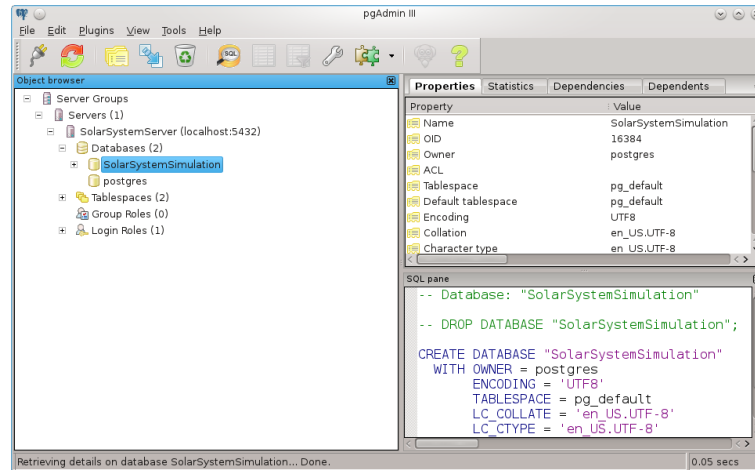 pgAdmin III
File Edit Plugins View Tools Help
SQL
Object browser
Server Groups
Servers (1)
SolarSystemServer (localhost:5432)
Databases (2)
SolarSystemSimulation
postgres
Tablespaces (2)
Group Roles (0)
Login Roles (1)
Properties Statistics Dependencies Dependents
Property Value
Name SolarSystemSimulation
OID 16384
Owner postgres
ACL
Tablespace pg_default
Default tablespace pg_default
Encoding UTF8
Collation en_US.UTF-8
Character type en_US.UTF-8
SQL pane
-- Database: "SolarSystemSimulation"
-- DROP DATABASE "SolarSystemSimulation";
CREATE DATABASE "SolarSystemSimulation"
WITH OWNER = postgres
ENCODING = 'UTF8'
TABLESPACE = pg_default
LC_COLLATE = 'en_US.UTF-8'
LC_CTYPE = 'en_US.UTF-8'
Retrieving details on database SolarSystemSimulation... Done. 0.05 secs